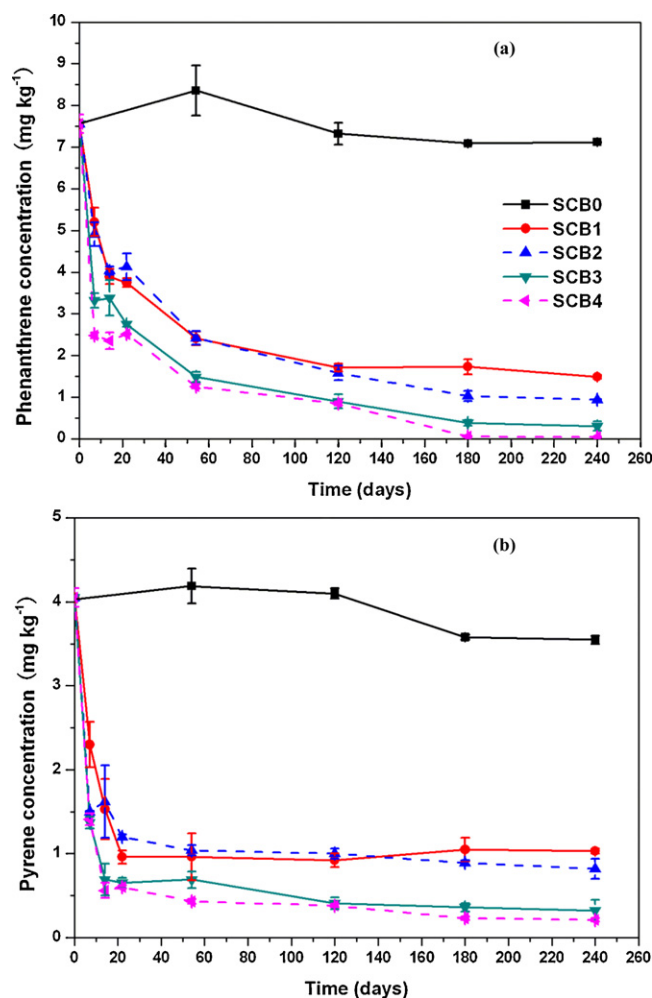 (a)
Phenanthrene concentration (mg kg⁻¹)
10
9
8
7
6
5
4
3
2
1
0
SCB0
SCB1
SCB2
SCB3
SCB4
0 20 40 60 80 100 120 140 160 180 200 220 240 260
Time (days)
(b)
Pyrene concentration (mg kg⁻¹)
5
4
3
2
1
0
0 20 40 60 80 100 120 140 160 180 200 220 240 260
Time (days)